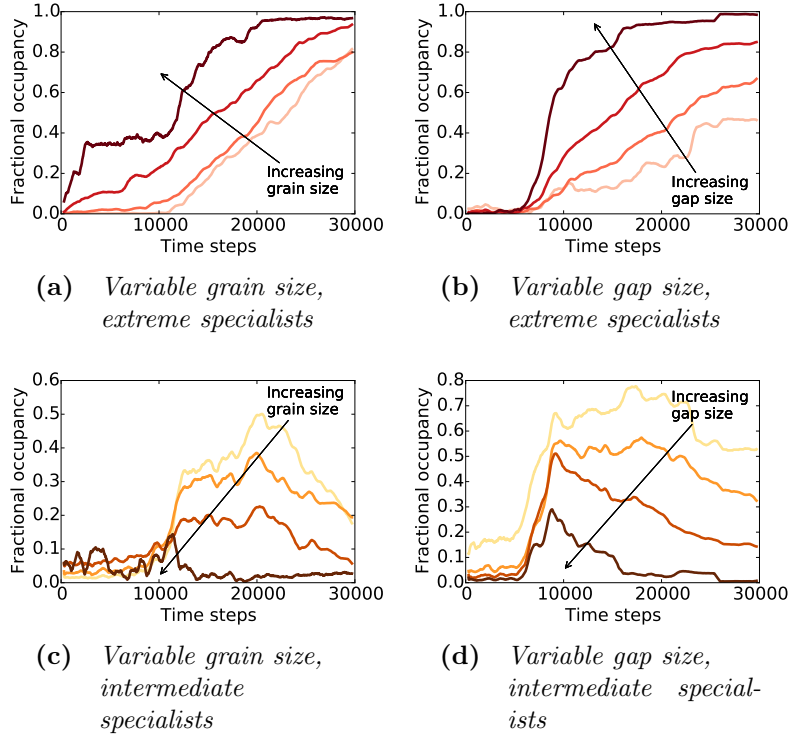 1.0
0.8
0.6
0.4
0.2
0.0
0
10000
20000
30000
Fractional occupancy
Time steps
Increasing
grain size
(a) Variable grain size,
extreme specialists
1.0
0.8
0.6
0.4
0.2
0.0
0
10000
20000
30000
Fractional occupancy
Time steps
Increasing
gap size
(b) Variable gap size,
extreme specialists
0.6
0.5
0.4
0.3
0.2
0.1
0.0
0
10000
20000
30000
Fractional occupancy
Time steps
Increasing
grain size
(c) Variable grain size,
intermediate
specialists
0.8
0.7
0.6
0.5
0.4
0.3
0.2
0.1
0.0
0
10000
20000
30000
Fractional occupancy
Time steps
Increasing
gap size
(d) Variable gap size,
intermediate special-
ists